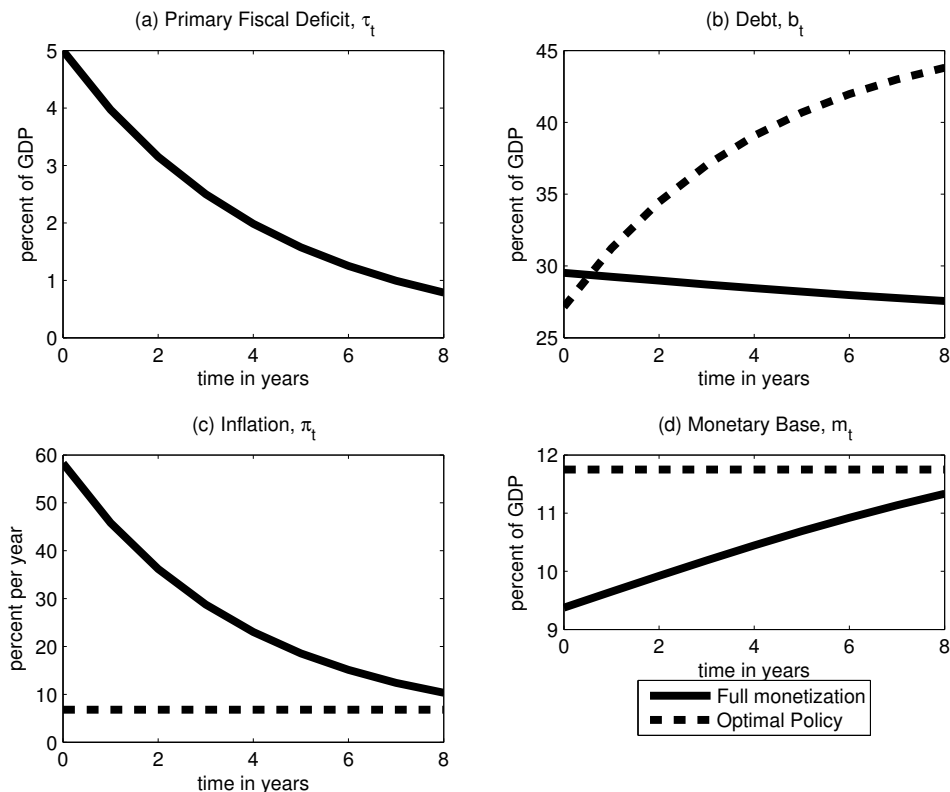 (a) Primary Fiscal Deficit, τt
5
4
3
2
1
0
percent of GDP
0 2 4 6 8
time in years
(b) Debt, bt
45
40
35
30
25
percent of GDP
0 2 4 6 8
time in years
(c) Inflation, πt
60
50
40
30
20
10
0
percent per year
0 2 4 6 8
time in years
(d) Monetary Base, mt
12
11
10
9
percent of GDP
0 2 4 6 8
time in years
Full monetization
Optimal Policy